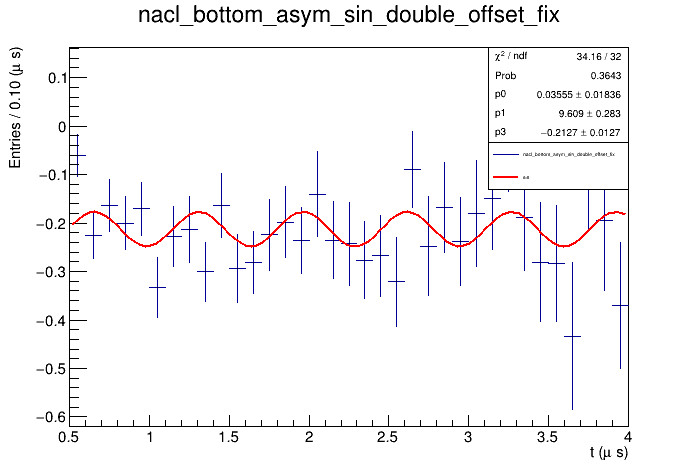 nacl_bottom_asym_sin_double_offset_fix
Entries / 0.10 (μ s)
χ² / ndf 34.16 / 32
Prob 0.3643
p0 0.03555 ± 0.01836
p1 9.609 ± 0.283
p3 −0.2127 ± 0.0127
nacl_bottom_asym_sin_double_offset_fix
0.1
0
−0.1
−0.2
−0.3
−0.4
−0.5
−0.6
0.5 1 1.5 2 2.5 3 3.5 4
t (μ s)